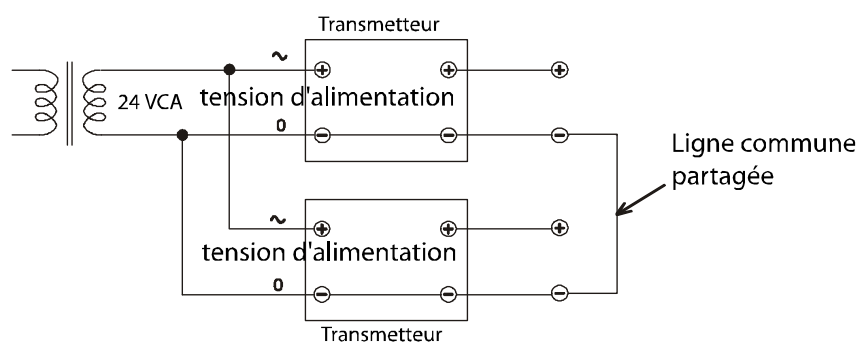 Transmetteur
~
+
+
+
24 VCA
tension d'alimentation
0
−
−
−
Ligne commune
partagée
~
+
+
+
tension d'alimentation
0
−
−
−
Transmetteur